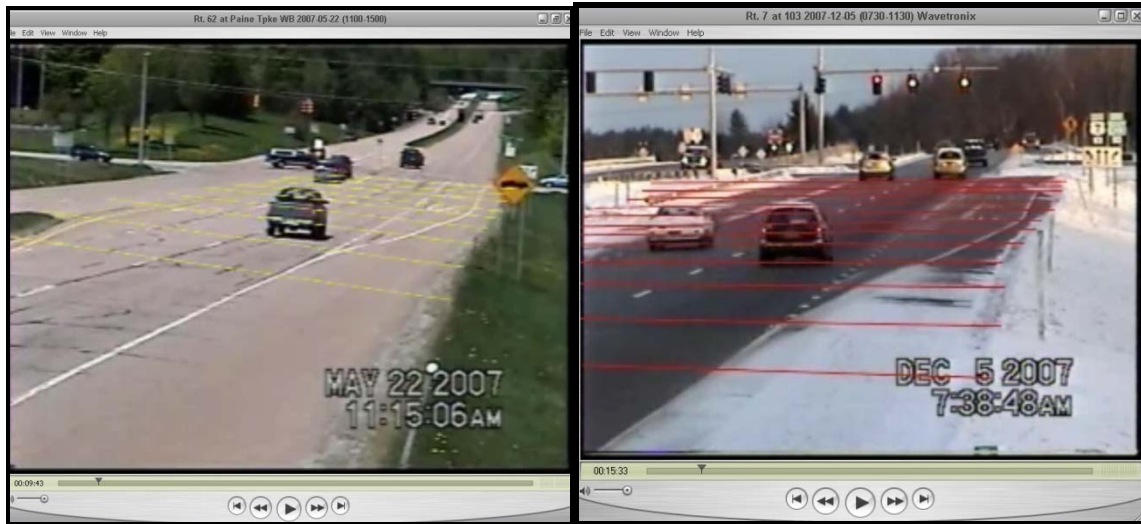 Rt. 62 at Paine Tpke WB 2007-05-22 (1100-1500)
File Edit View Window Help
MAY 22 2007
11:15:06AM
00:09:43
Rt. 7 at 103 2007-12-05 (0730-1130) Wavetronix
File Edit View Window Help
DEC 5 2007
7:38:48AM
00:15:33